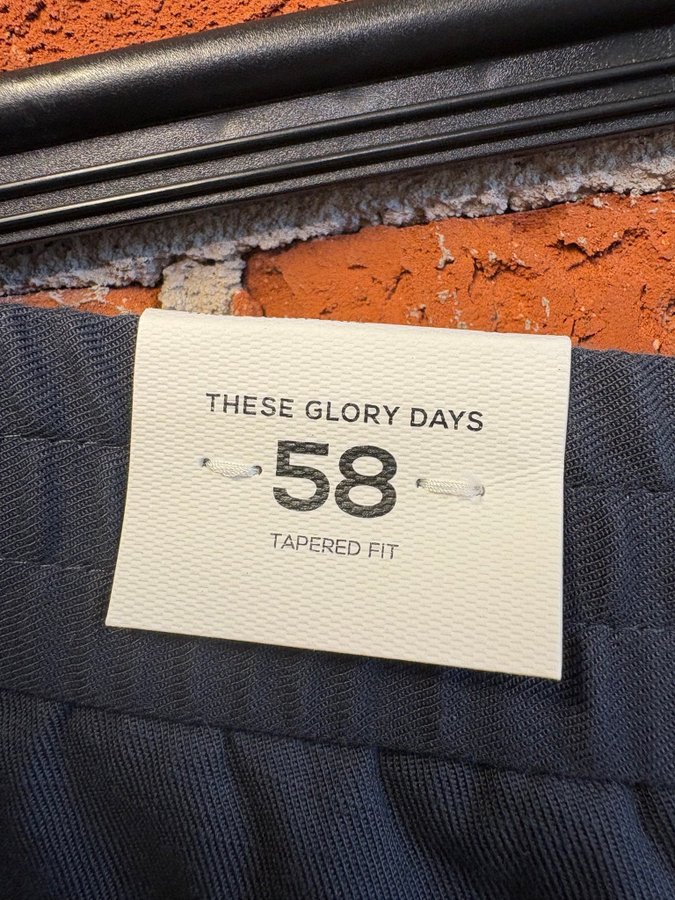 THESE GLORY DAYS
58
TAPERED FIT